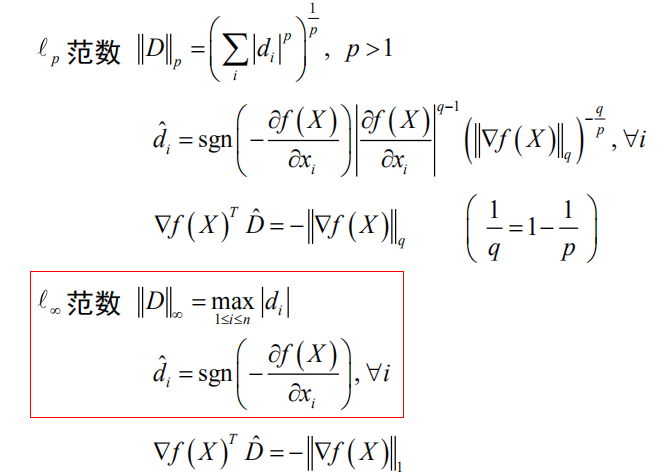 ℓ_p 范数 ‖D‖_p = (∑_i |d_i|^p)^{1/p}, p > 1
d̂_i = sgn(−∂f(X)/∂x_i) |∂f(X)/∂x_i|^{q−1} (‖∇f(X)‖_q)^{−q/p}, ∀i
∇f(X)^T D̂ = −‖∇f(X)‖_q (1/q = 1 − 1/p)
ℓ_∞ 范数 ‖D‖_∞ = max_{1≤i≤n} |d_i|
d̂_i = sgn(−∂f(X)/∂x_i), ∀i
∇f(X)^T D̂ = −‖∇f(X)‖_1